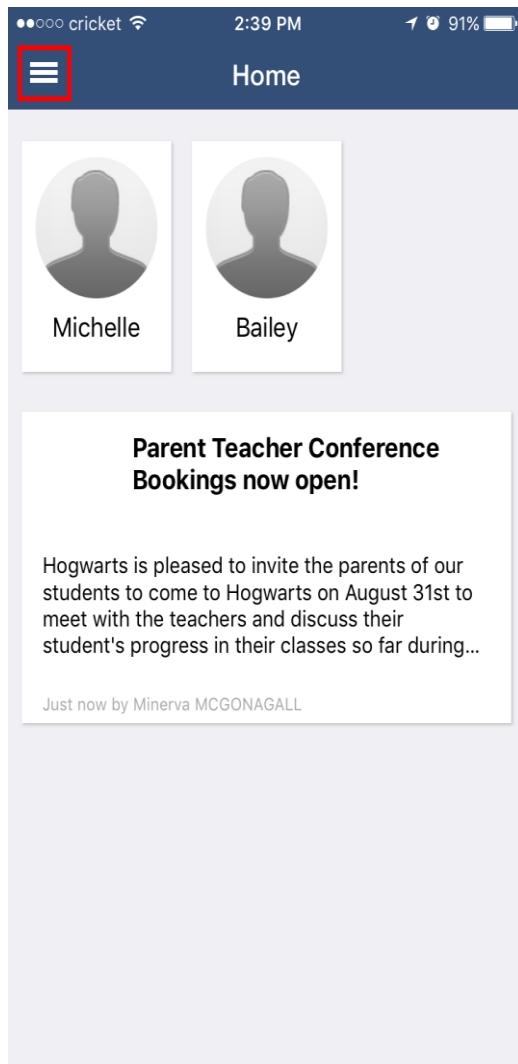 cricket 2:39 PM 91%
Home
Michelle Bailey
Parent Teacher Conference
Bookings now open!
Hogwarts is pleased to invite the parents of our
students to come to Hogwarts on August 31st to
meet with the teachers and discuss their
student's progress in their classes so far during...
Just now by Minerva MCGONAGALL